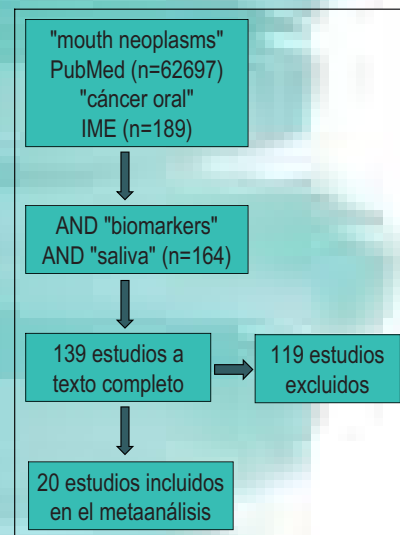 "mouth neoplasms"
PubMed (n=62697)
"cáncer oral"
IME (n=189)
AND "biomarkers"
AND "saliva" (n=164)
139 estudios a
texto completo
119 estudios
excluidos
20 estudios incluidos
en el metaanálisis